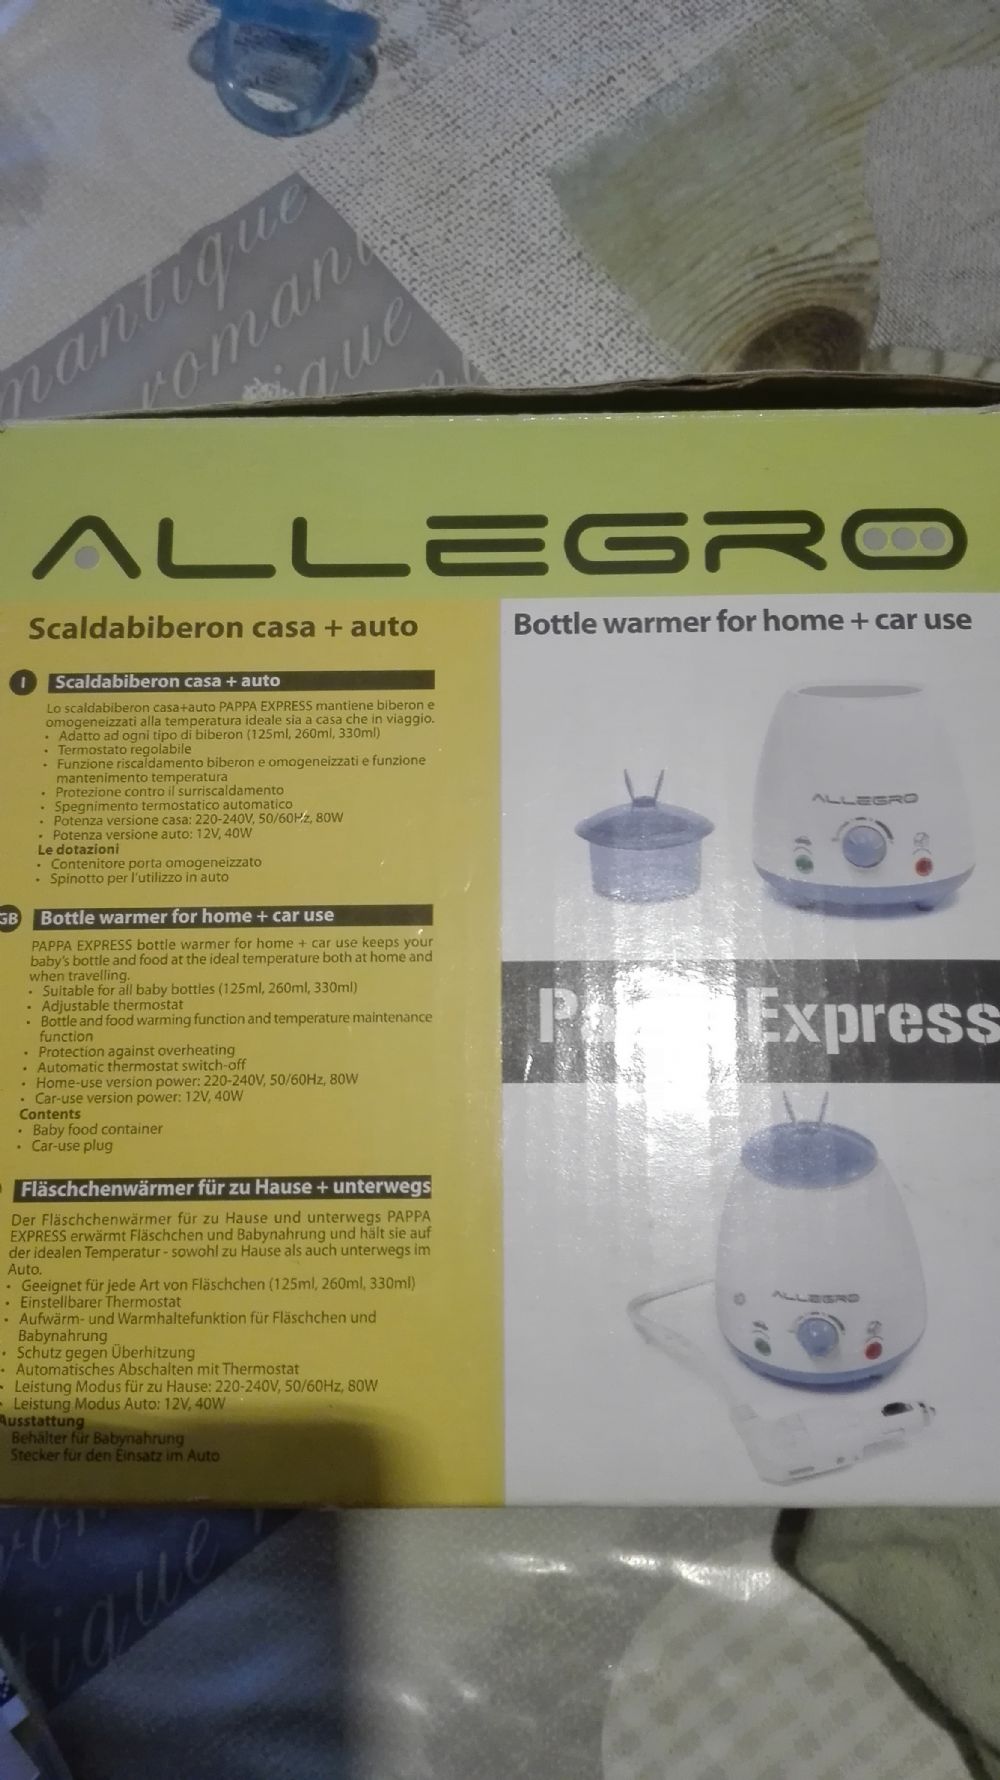 mantique
romant
ique
ALLEGRO
Scaldabiberon casa + auto
I Scaldabiberon casa + auto
Lo scaldabiberon casa+auto PAPPA EXPRESS mantiene biberon e
omogeneizzati alla temperatura ideale sia a casa che in viaggio.
• Adatto ad ogni tipo di biberon (125ml, 260ml, 330ml)
• Termostato regolabile
• Funzione riscaldamento biberon e omogeneizzati e funzione
mantenimento temperatura
• Protezione contro il surriscaldamento
• Spegnimento termostatico automatico
• Potenza versione casa: 220-240V, 50/60Hz, 80W
• Potenza versione auto: 12V, 40W
Le dotazioni
• Contenitore porta omogeneizzato
• Spinotto per l'utilizzo in auto
GB Bottle warmer for home + car use
PAPPA EXPRESS bottle warmer for home + car use keeps your
baby's bottle and food at the ideal temperature both at home and
when travelling.
• Suitable for all baby bottles (125ml, 260ml, 330ml)
• Adjustable thermostat
• Bottle and food warming function and temperature maintenance
function
• Protection against overheating
• Automatic thermostat switch-off
• Home-use version power: 220-240V, 50/60Hz, 80W
• Car-use version power: 12V, 40W
Contents
• Baby food container
• Car-use plug
Fläschchenwärmer für zu Hause + unterwegs
Der Fläschchenwärmer für zu Hause und unterwegs PAPPA
EXPRESS erwärmt Fläschchen und Babynahrung und hält sie auf
der idealen Temperatur - sowohl zu Hause als auch unterwegs im
Auto.
• Geeignet für jede Art von Fläschchen (125ml, 260ml, 330ml)
• Einstellbarer Thermostat
• Aufwärm- und Warmhaltefunktion für Fläschchen und
Babynahrung
• Schutz gegen Überhitzung
• Automatisches Abschalten mit Thermostat
• Leistung Modus für zu Hause: 220-240V, 50/60Hz, 80W
• Leistung Modus Auto: 12V, 40W
Ausstattung
Behälter für Babynahrung
Stecker für den Einsatz im Auto
Bottle warmer for home + car use
ALLEGRO
Express
ALLEGRO
tique